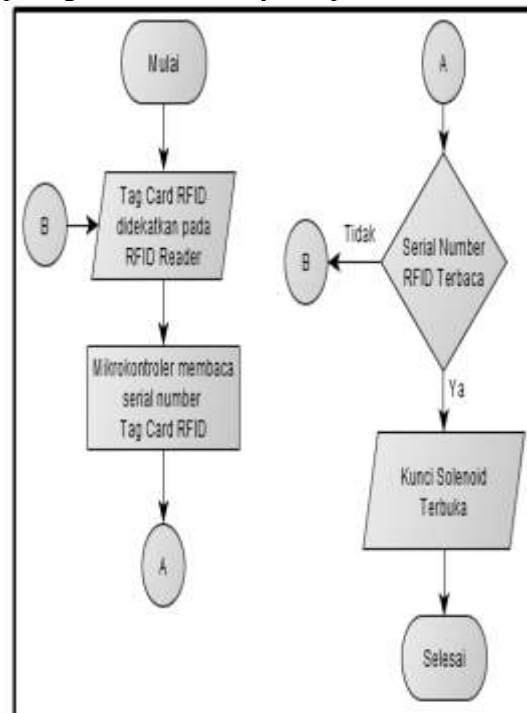 Mulai
B
Tag Card RFID
didekatkan pada
RFID Reader
Mikrokontroler membaca
serial number
Tag Card RFID
A
A
Serial Number
RFID Terbaca
Tidak
B
Ya
Kunci Solenoid
Terbuka
Selesai